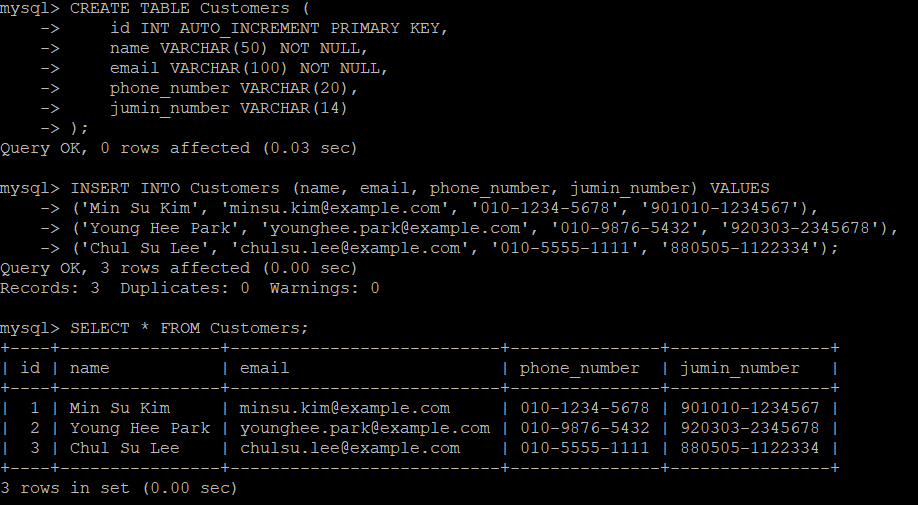 mysql> CREATE TABLE Customers (
    ->     id INT AUTO_INCREMENT PRIMARY KEY,
    ->     name VARCHAR(50) NOT NULL,
    ->     email VARCHAR(100) NOT NULL,
    ->     phone_number VARCHAR(20),
    ->     jumin_number VARCHAR(14)
    -> );
Query OK, 0 rows affected (0.03 sec)

mysql> INSERT INTO Customers (name, email, phone_number, jumin_number) VALUES
    -> ('Min Su Kim', 'minsu.kim@example.com', '010-1234-5678', '901010-1234567'),
    -> ('Young Hee Park', 'younghee.park@example.com', '010-9876-5432', '920303-2345678'),
    -> ('Chul Su Lee', 'chulsu.lee@example.com', '010-5555-1111', '880505-1122334');
Query OK, 3 rows affected (0.00 sec)
Records: 3  Duplicates: 0  Warnings: 0

mysql> SELECT * FROM Customers;
+----+----------------+---------------------------+---------------+----------------+
| id | name           | email                     | phone_number  | jumin_number   |
+----+----------------+---------------------------+---------------+----------------+
|  1 | Min Su Kim     | minsu.kim@example.com     | 010-1234-5678 | 901010-1234567 |
|  2 | Young Hee Park | younghee.park@example.com | 010-9876-5432 | 920303-2345678 |
|  3 | Chul Su Lee    | chulsu.lee@example.com    | 010-5555-1111 | 880505-1122334 |
+----+----------------+---------------------------+---------------+----------------+
3 rows in set (0.00 sec)